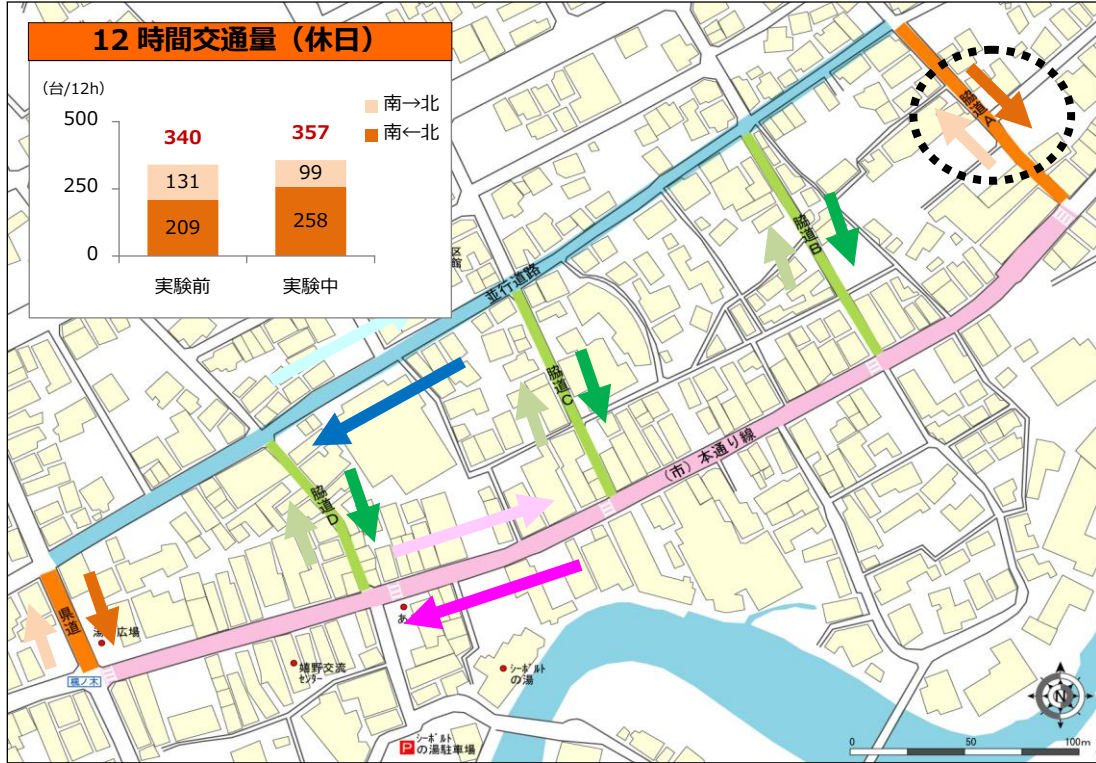 12 時間交通量（休日）
（台/12h）
南→北
南←北
500
250
0
340
357
131
99
209
258
実験前
実験中
脇道A
脇道B
並行道路
脇道C
脇道D
（市）本通り線
県道
広場
嬉野交流
センター
あ
シーボルト
の湯
P
シーボルト
の湯駐車場
区
館
N
0
50
100m